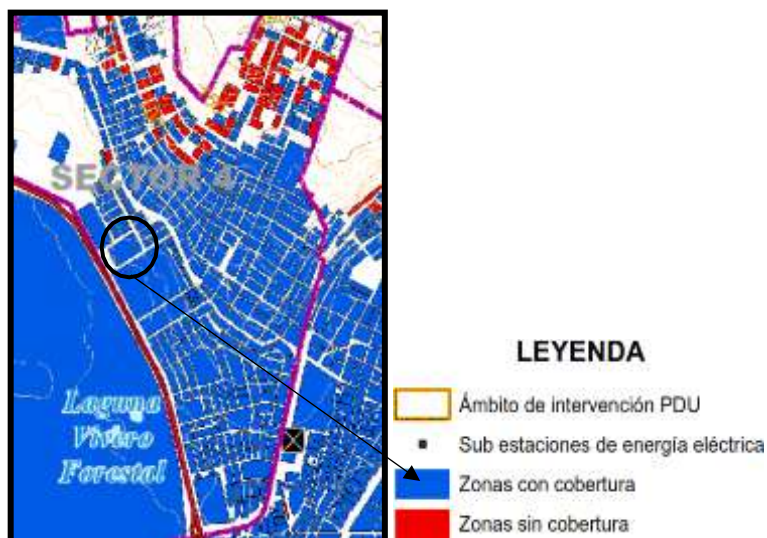 SECTOR 4
Laguna
Vivero
Forestal
LEYENDA
Ámbito de intervención PDU
Sub estaciones de energía eléctrica
Zonas con cobertura
Zonas sin cobertura